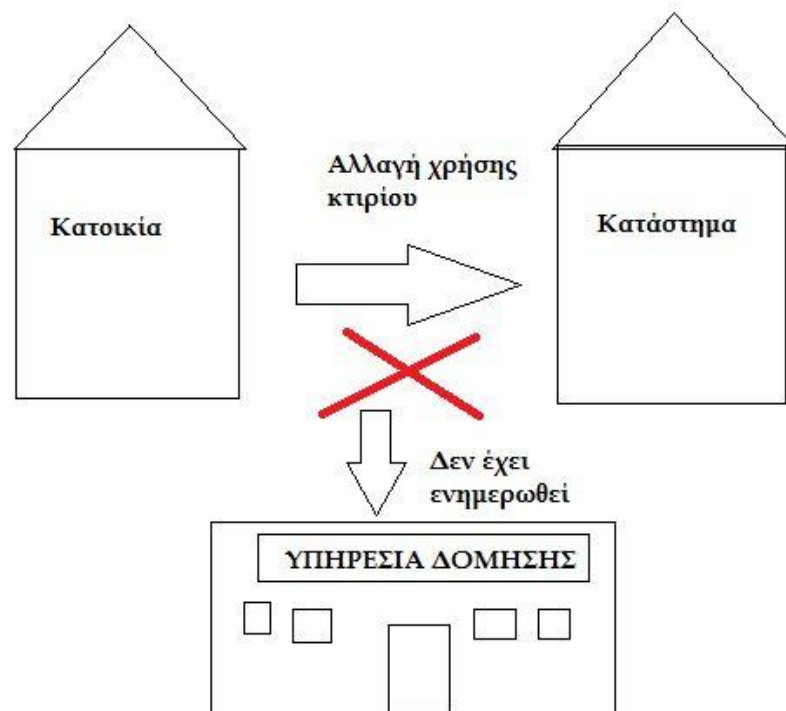 Αλλαγή χρήσης
κτιρίου
Κατοικία
Κατάστημα
Δεν έχει
ενημερωθεί
ΥΠΗΡΕΣΙΑ ΔΟΜΗΣΗΣ